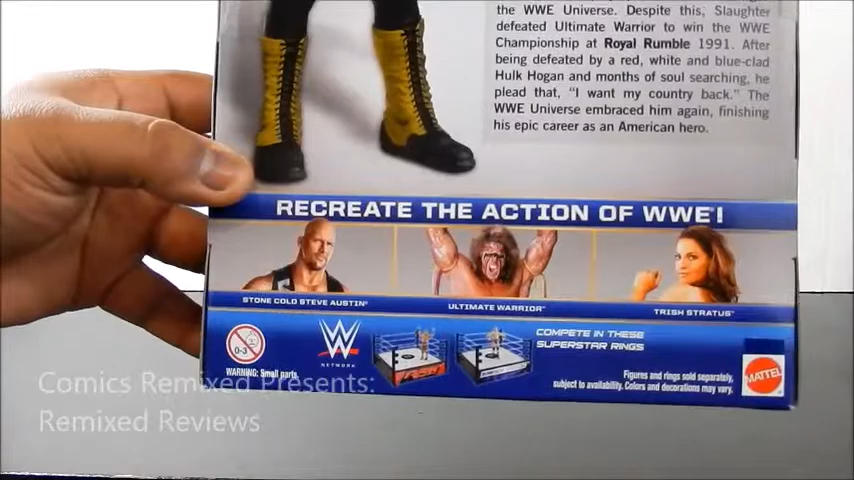 the WWE Universe. Despite this, Slaughter
defeated Ultimate Warrior to win the WWE
Championship at Royal Rumble 1991. After
being defeated by a red, white and blue-clad
Hulk Hogan and months of soul searching, he
plead that, "I want my country back." The
WWE Universe embraced him again, finishing
his epic career as an American hero.
RECREATE THE ACTION OF WWE!
STONE COLD STEVE AUSTIN™
ULTIMATE WARRIOR™
TRISH STRATUS™
0-3
WARNING: Small parts.
W
NETWORK
RAW
COMPETE IN THESE
SUPERSTAR RINGS
Figures and rings sold separately,
subject to availability. Colors and decorations may vary.
MATTEL
Comics Remixed Presents:
Remixed Reviews